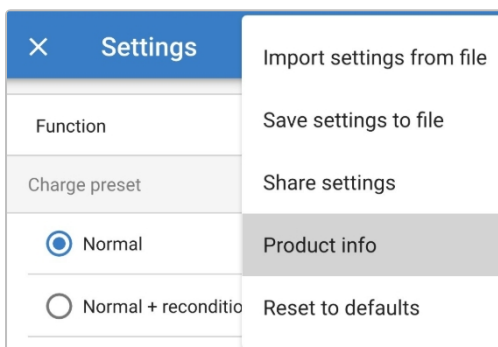 Settings
Import settings from file
Save settings to file
Function
Share settings
Charge preset
Product info
Normal
Reset to defaults
Normal + reconditio